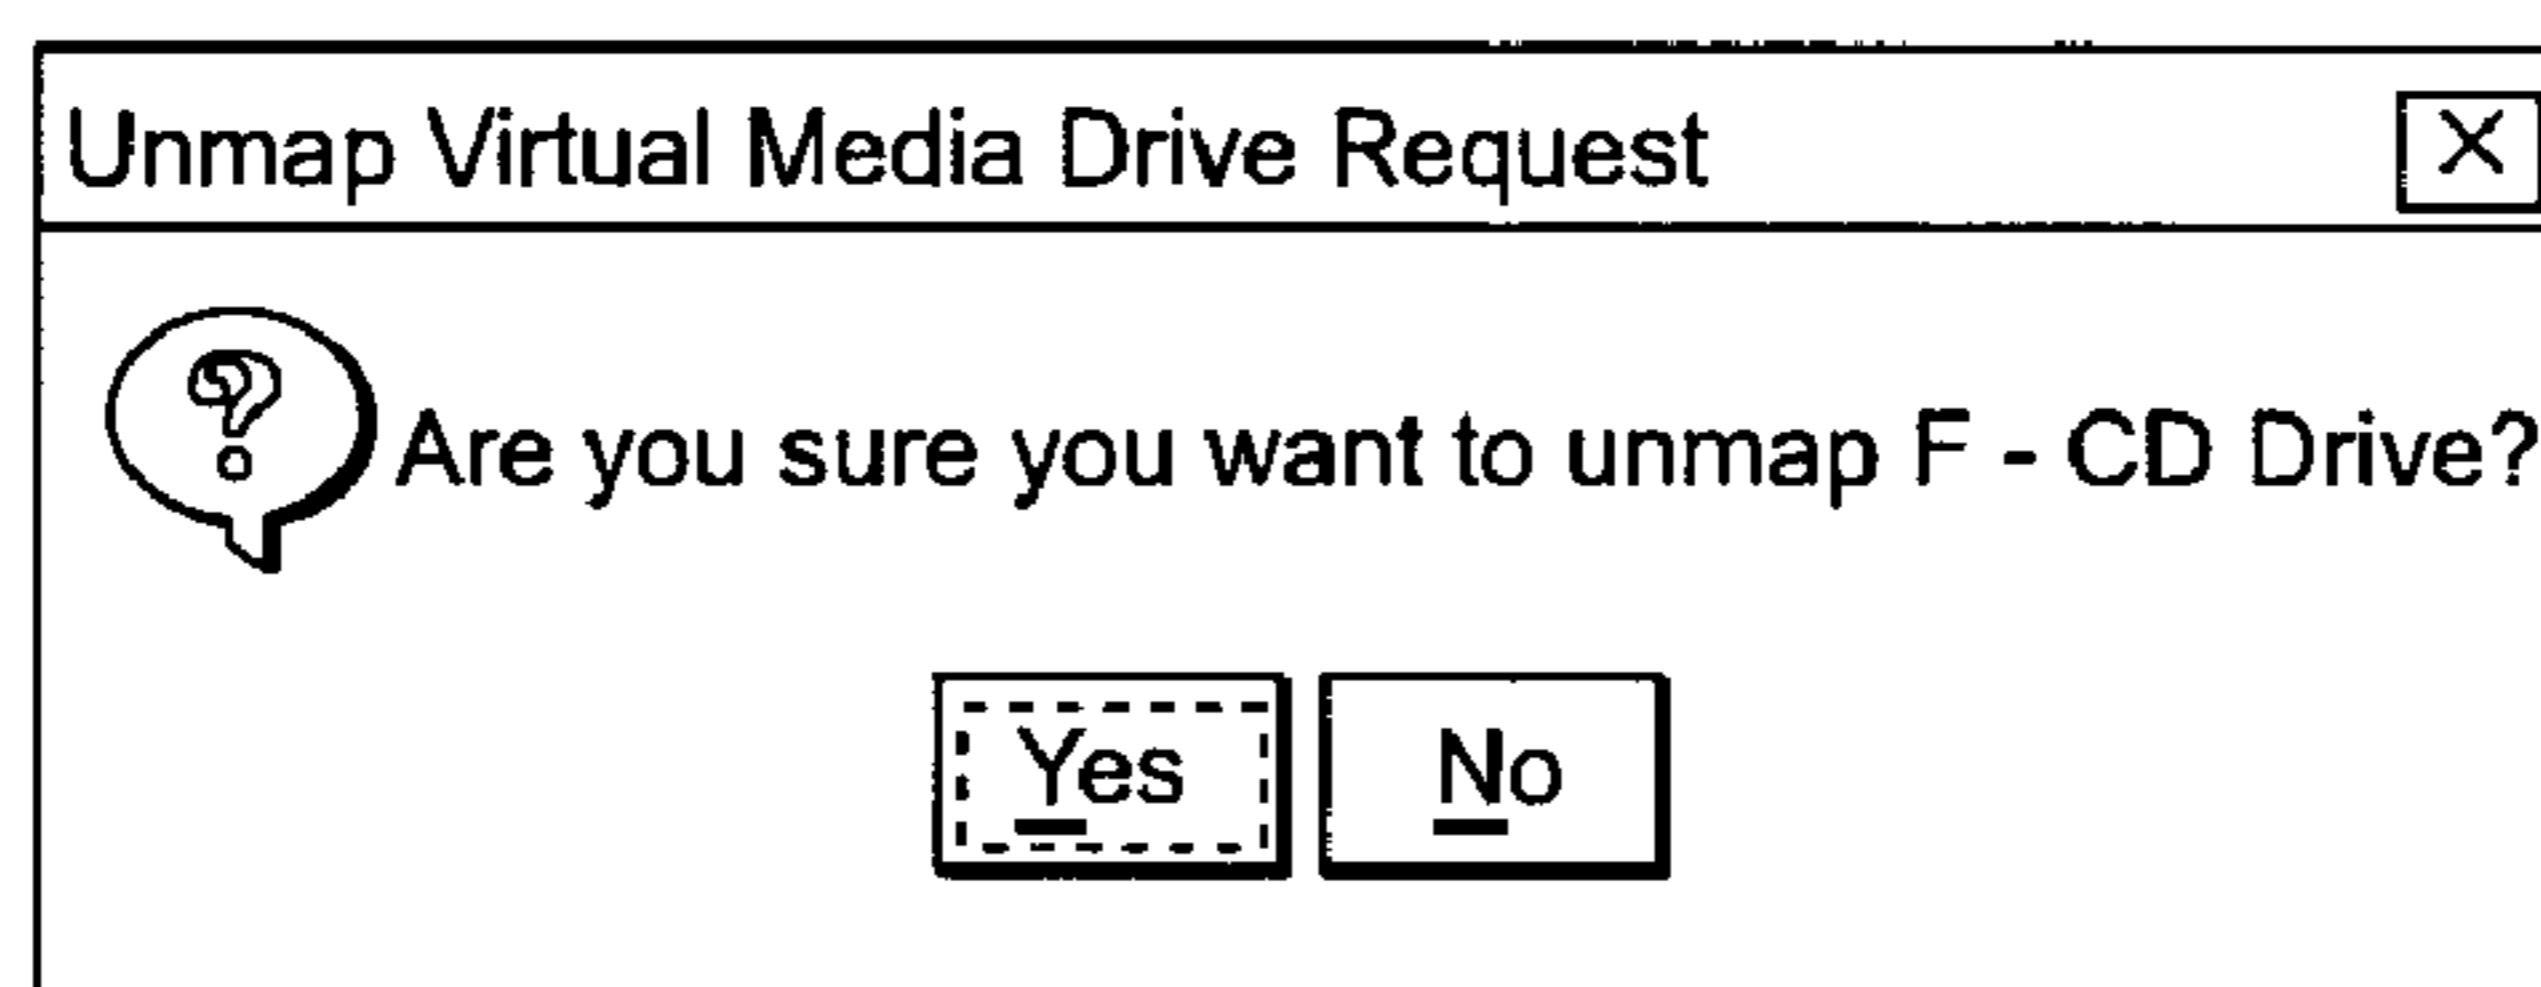 Unmap Virtual Media Drive Request X
? Are you sure you want to unmap F - CD Drive?
Yes No